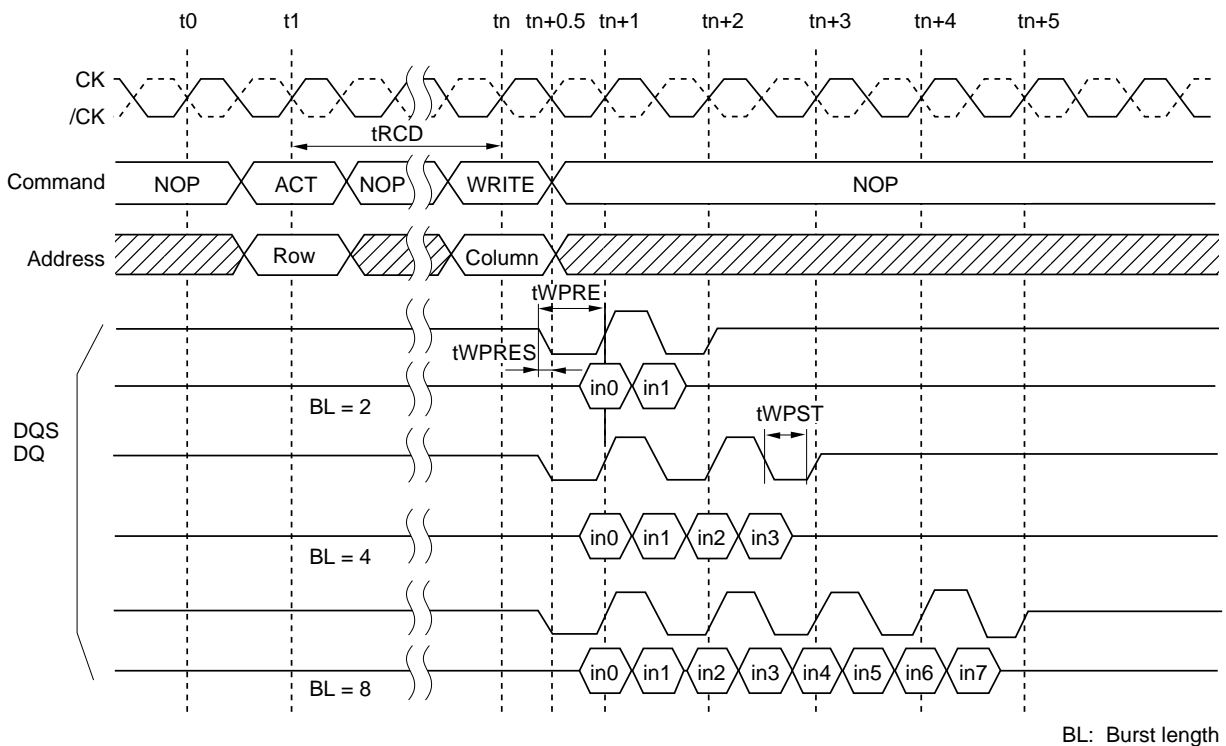 t0 t1 tn tn+0.5 tn+1 tn+2 tn+3 tn+4 tn+5
CK
/CK
tRCD
Command NOP ACT NOP WRITE NOP
Address Row Column
tWPRE
tWPRES
in0 in1
BL = 2
tWPST
DQS
DQ
in0 in1 in2 in3
BL = 4
in0 in1 in2 in3 in4 in5 in6 in7
BL = 8
BL: Burst length